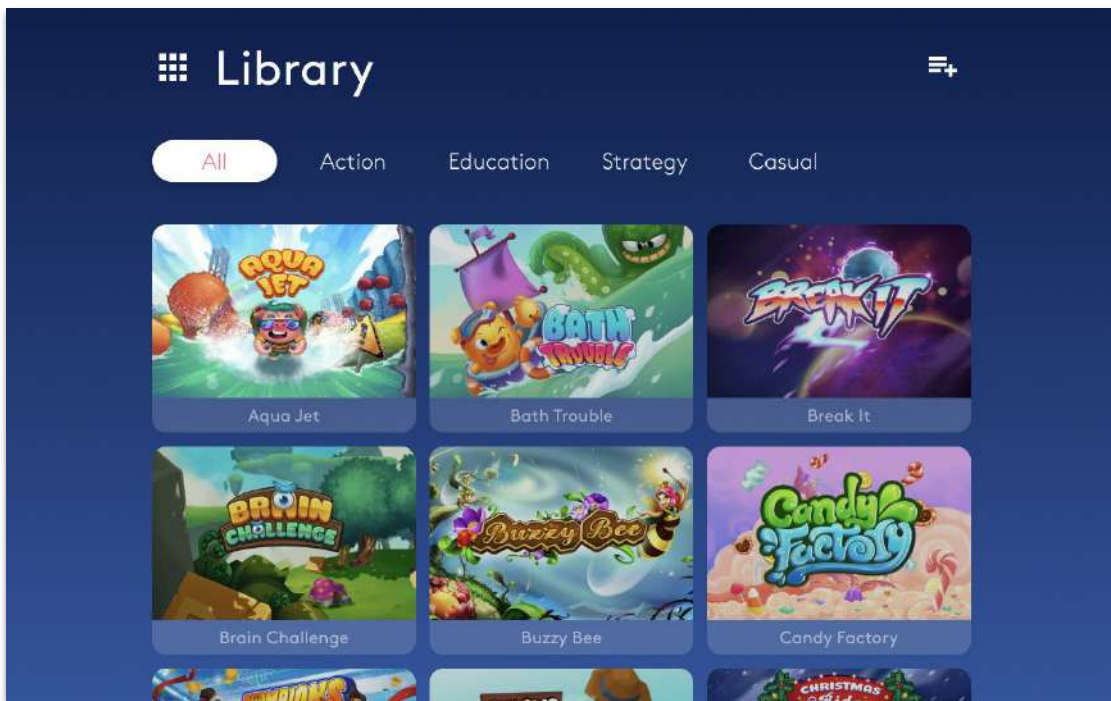 Library
All Action Education Strategy Casual
AQUA
JET
BATH
TROUBLE
BREAK IT
Aqua Jet Bath Trouble Break It
BRAIN
CHALLENGE
Buzzy Bee
Candy
Factory
Brain Challenge Buzzy Bee Candy Factory
CHAMPIONS
CHRISTMAS